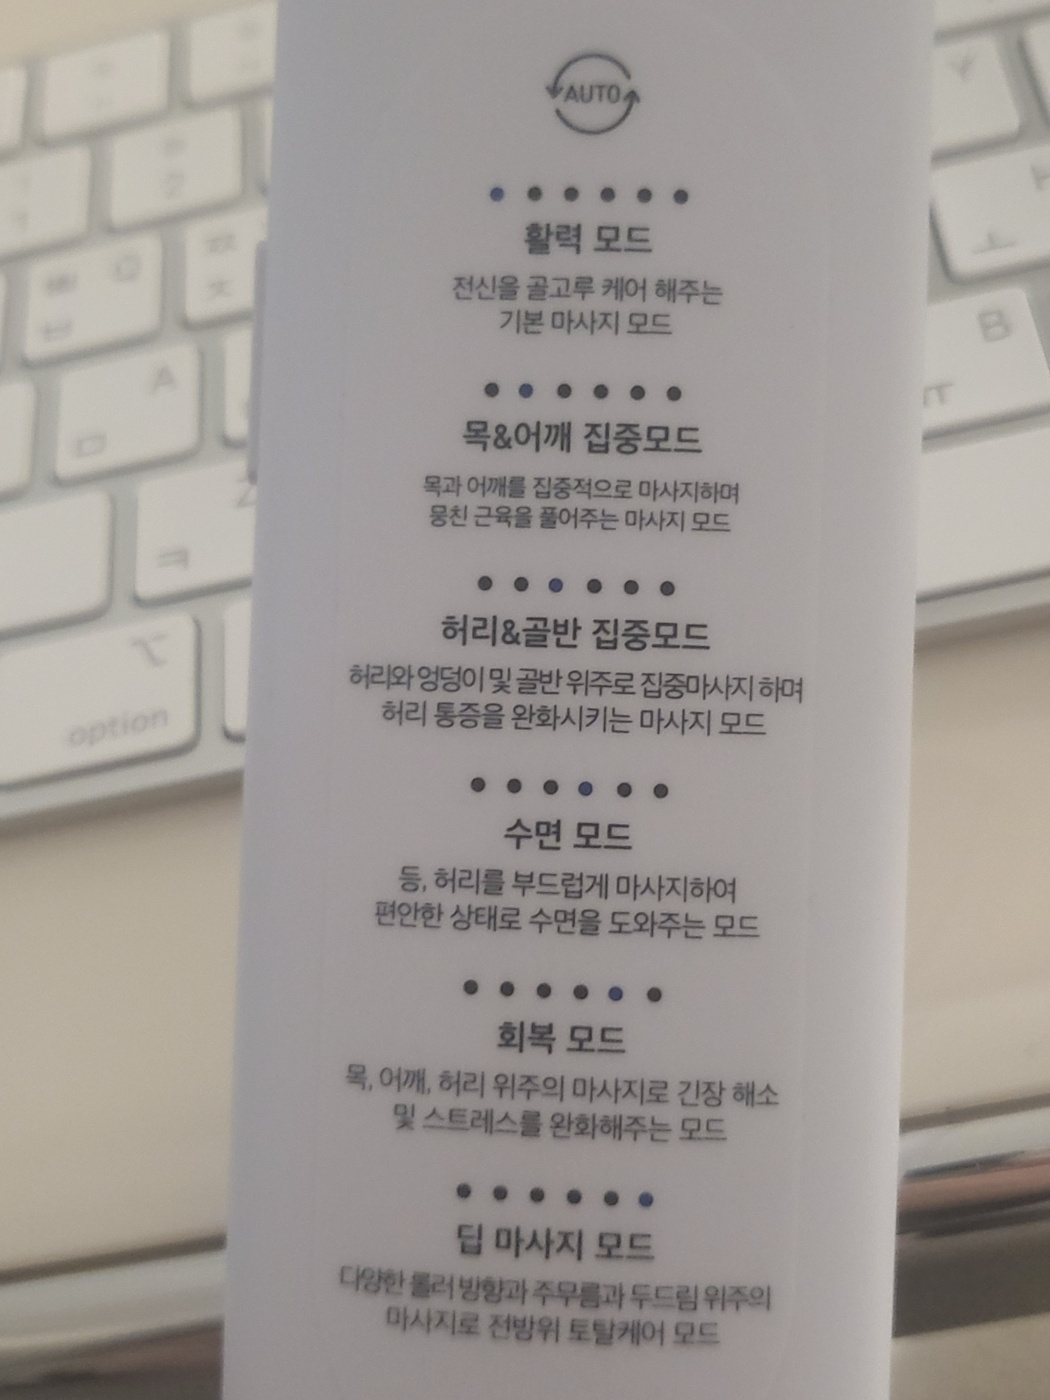 AUTO
활력 모드
전신을 골고루 케어 해주는
기본 마사지 모드
목&어깨 집중모드
목과 어깨를 집중적으로 마사지하며
뭉친 근육을 풀어주는 마사지 모드
허리&골반 집중모드
허리와 엉덩이 및 골반 위주로 집중마사지 하며
허리 통증을 완화시키는 마사지 모드
수면 모드
등, 허리를 부드럽게 마사지하여
편안한 상태로 수면을 도와주는 모드
회복 모드
목, 어깨, 허리 위주의 마사지로 긴장 해소
및 스트레스를 완화해주는 모드
딥 마사지 모드
다양한 롤러 방향과 주무름과 두드림 위주의
마사지로 전방위 토탈케어 모드
A
B
option